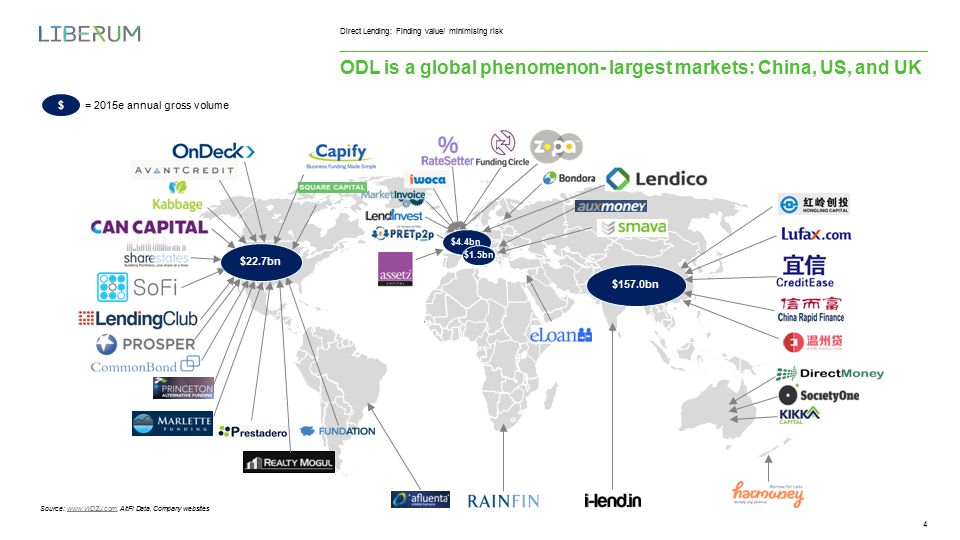 LIBERUM
Direct Lending: Finding value/ minimising risk
ODL is a global phenomenon- largest markets: China, US, and UK
$ = 2015e annual gross volume
OnDeck
AVANTCREDIT
Kabbage
CAN CAPITAL
sharestates
SoFi
LendingClub
PROSPER
CommonBond
PRINCETON
ALTERNATIVE FUNDING
MARLETTE
FUNDING
Prestadero
FUNDATION
REALTY MOGUL
Capify
Business Funding Made Simple
SQUARE CAPITAL
$22.7bn
%
RateSetter
Funding Circle
zopa
iwoca
MarketInvoice
LendInvest
PRETp2p
assetz
CAPITAL
$4.4bn
$1.5bn
Bondora
Lendico
auxmoney
smava
eLoan
$157.0bn
红岭创投
HONGLING CAPITAL
Lufax.com
宜信
CreditEase
信而富
China Rapid Finance
温州贷
DirectMoney
SocietyOne
KIKKA
CAPITAL
afluenta
RAINFIN
i-lend.in
harmoney
Source: www.WDZJ.com, AltFi Data, Company websites
4